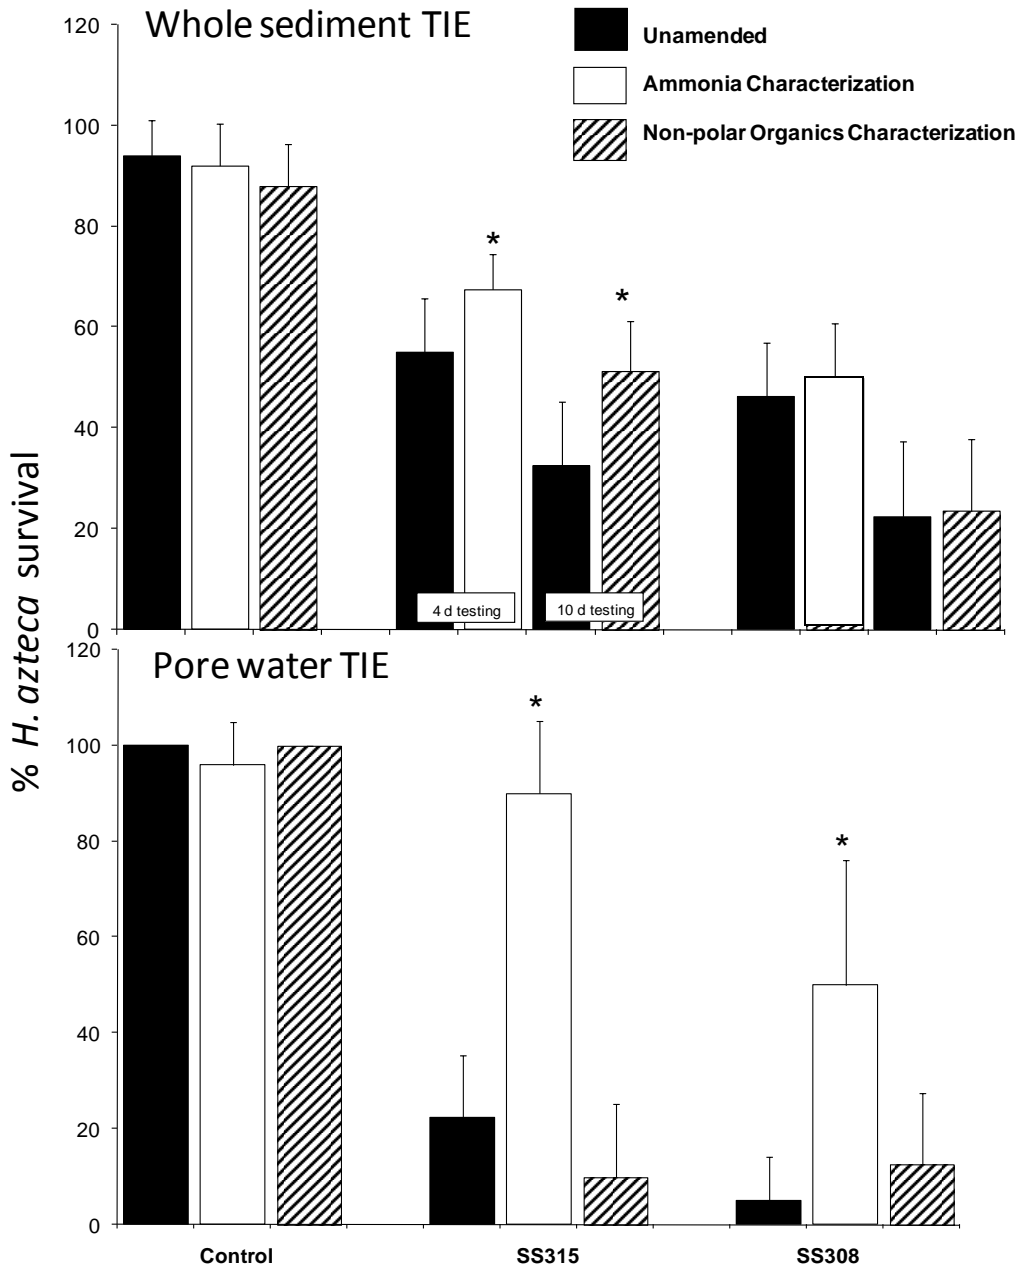 Whole sediment TIE
Unamended
Ammonia Characterization
Non-polar Organics Characterization
120
100
80
60
40
20
0
*
*
4 d testing
10 d testing
% H. azteca survival
Pore water TIE
120
100
80
60
40
20
0
*
*
Control
SS315
SS308